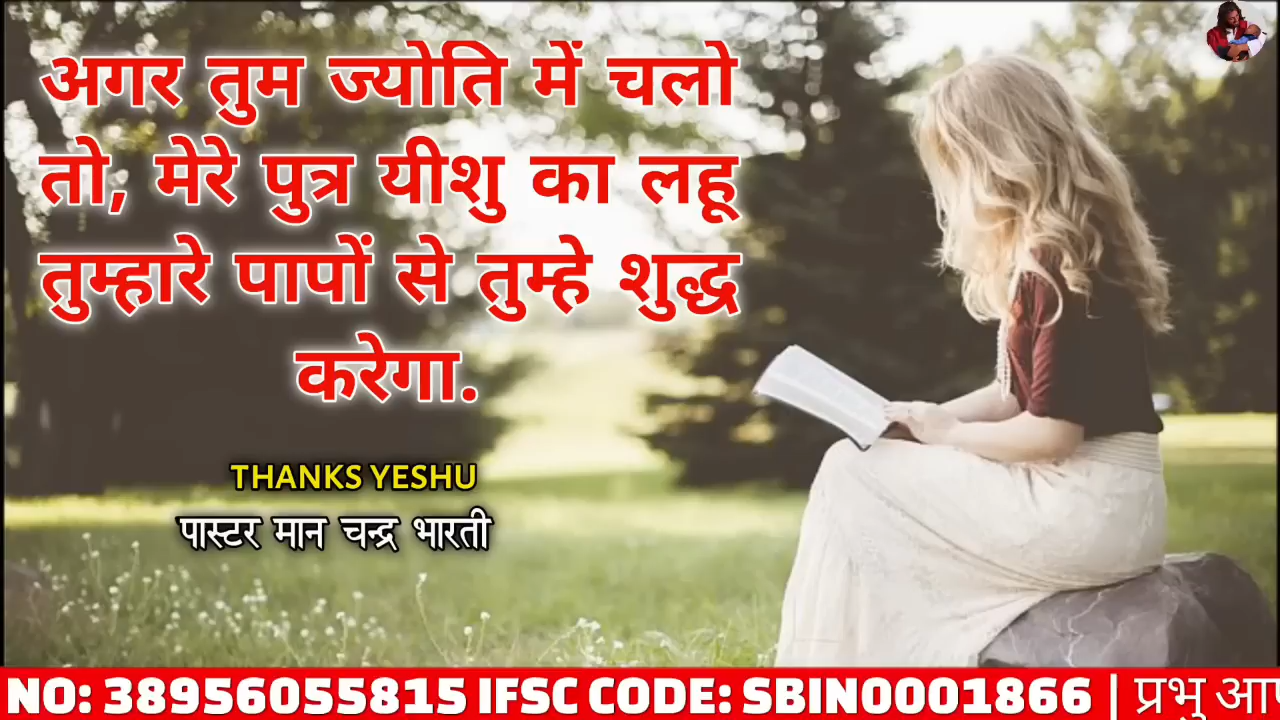 अगर तुम ज्योति में चलो
तो, मेरे पुत्र यीशु का लहू
तुम्हारे पापों से तुम्हे शुद्ध
करेगा.
THANKS YESHU
पास्टर मान चन्द्र भारती
NO: 38956055815 IFSC CODE: SBIN0001866 | प्रभु